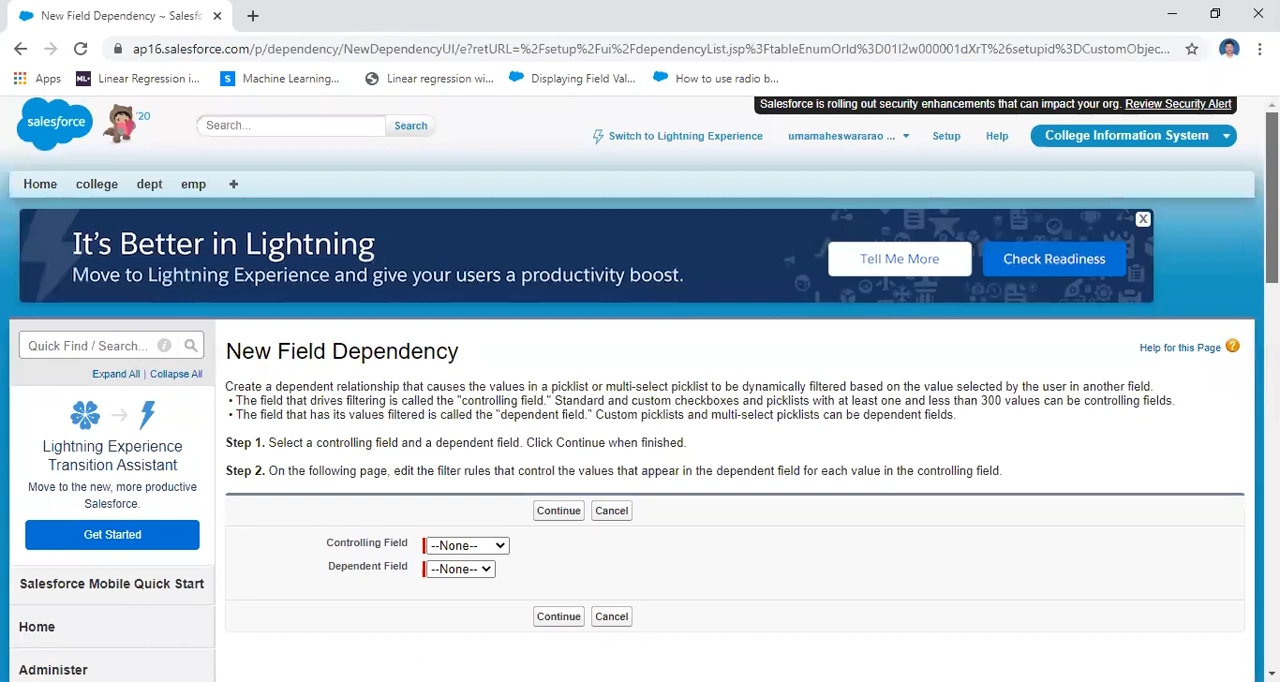 New Field Dependency ~ Salesf
ap16.salesforce.com/p/dependency/NewDependencyUI/e?retURL=%2Fsetup%2Fui%2FdependencyList.jsp%3FtableEnumOrId%3D01I2w000001dXrT%26setupid%3DCustomObjec...
Apps
Linear Regression i...
Machine Learning...
Linear regression wi...
Displaying Field Val...
How to use radio b...
Salesforce is rolling out security enhancements that can impact your org. Review Security Alert
salesforce
'20
Search...
Search
Switch to Lightning Experience
umamaheswararao ...
Setup
Help
College Information System
Home
college
dept
emp
It's Better in Lightning
Move to Lightning Experience and give your users a productivity boost.
Tell Me More
Check Readiness
X
Quick Find / Search...
Expand All | Collapse All
Lightning Experience
Transition Assistant
Move to the new, more productive
Salesforce.
Get Started
Salesforce Mobile Quick Start
Home
Administer
New Field Dependency
Help for this Page
Create a dependent relationship that causes the values in a picklist or multi-select picklist to be dynamically filtered based on the value selected by the user in another field.
• The field that drives filtering is called the "controlling field." Standard and custom checkboxes and picklists with at least one and less than 300 values can be controlling fields.
• The field that has its values filtered is called the "dependent field." Custom picklists and multi-select picklists can be dependent fields.
Step 1. Select a controlling field and a dependent field. Click Continue when finished.
Step 2. On the following page, edit the filter rules that control the values that appear in the dependent field for each value in the controlling field.
Continue
Cancel
Controlling Field
--None--
Dependent Field
--None--
Continue
Cancel